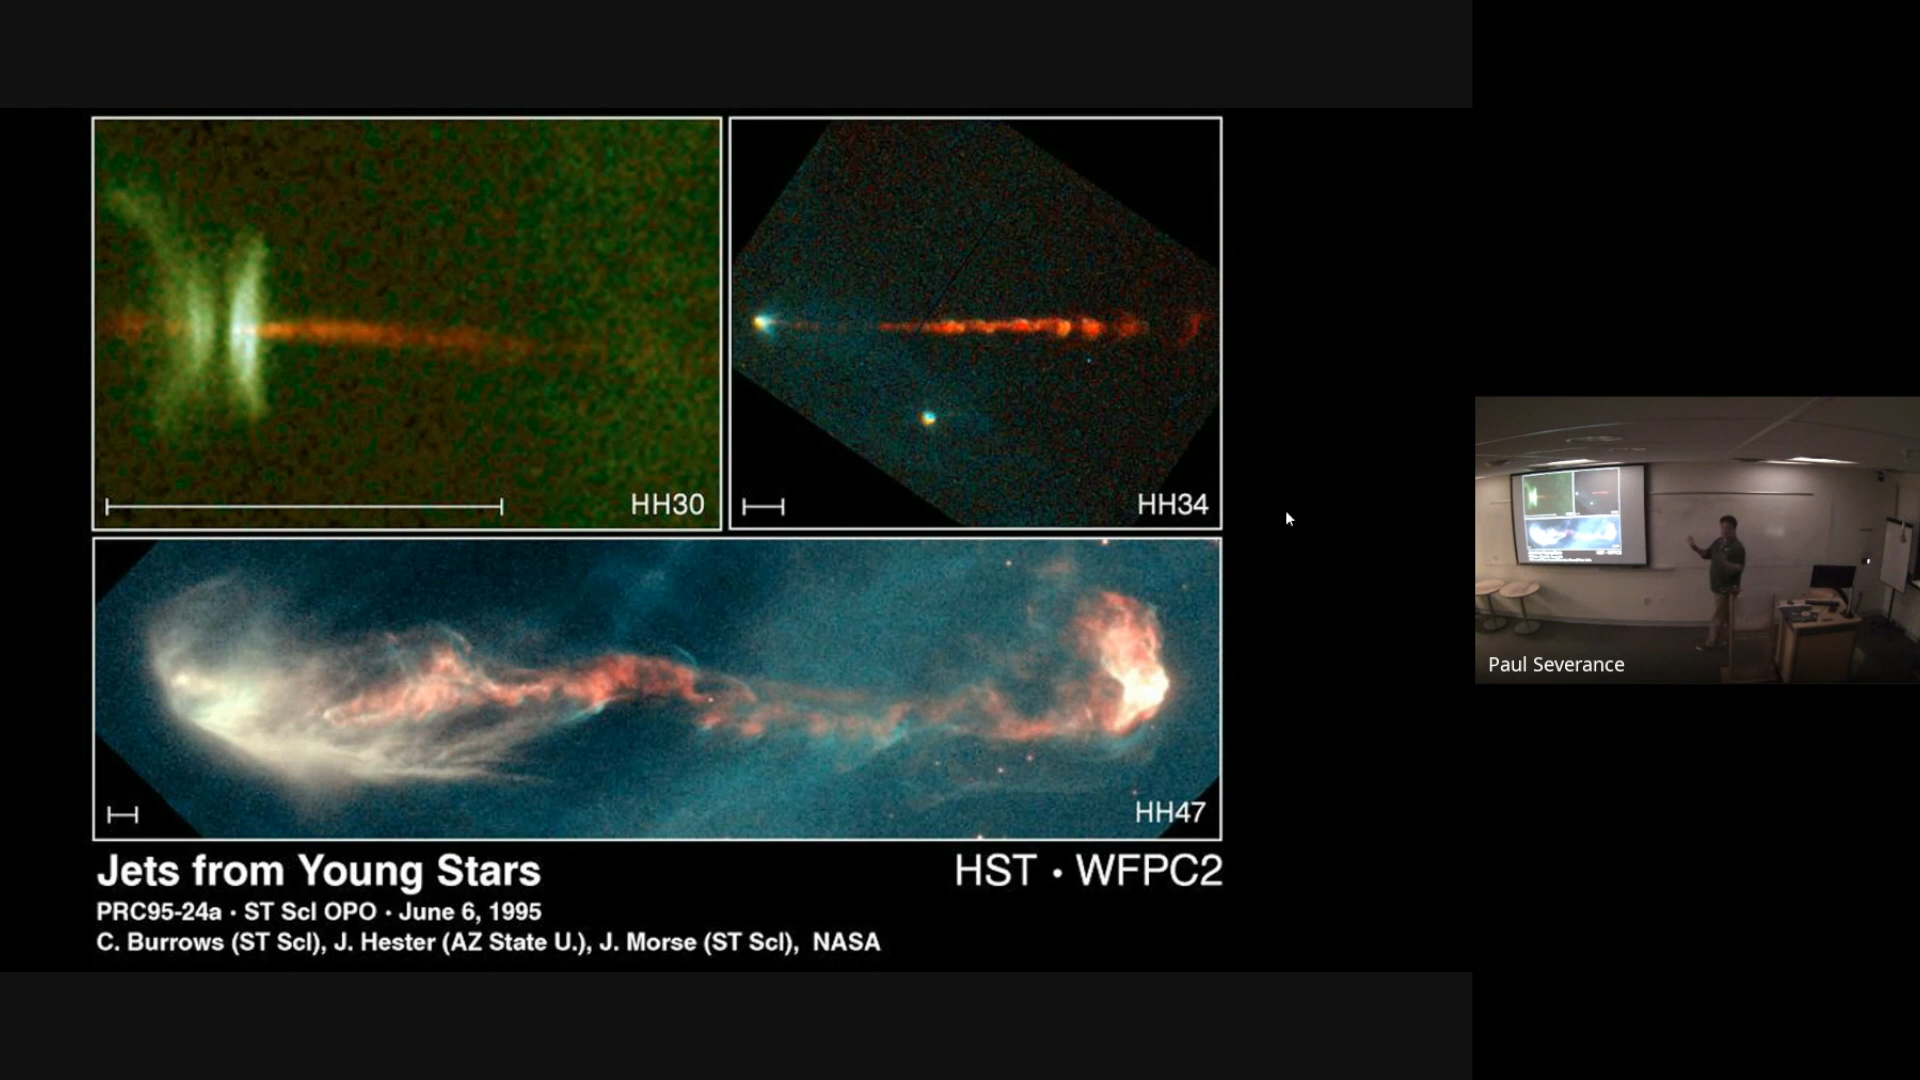 HH30
HH34
HH47
Jets from Young Stars
HST · WFPC2
PRC95-24a · ST ScI OPO · June 6, 1995
C. Burrows (ST ScI), J. Hester (AZ State U.), J. Morse (ST ScI), NASA
Paul Severance